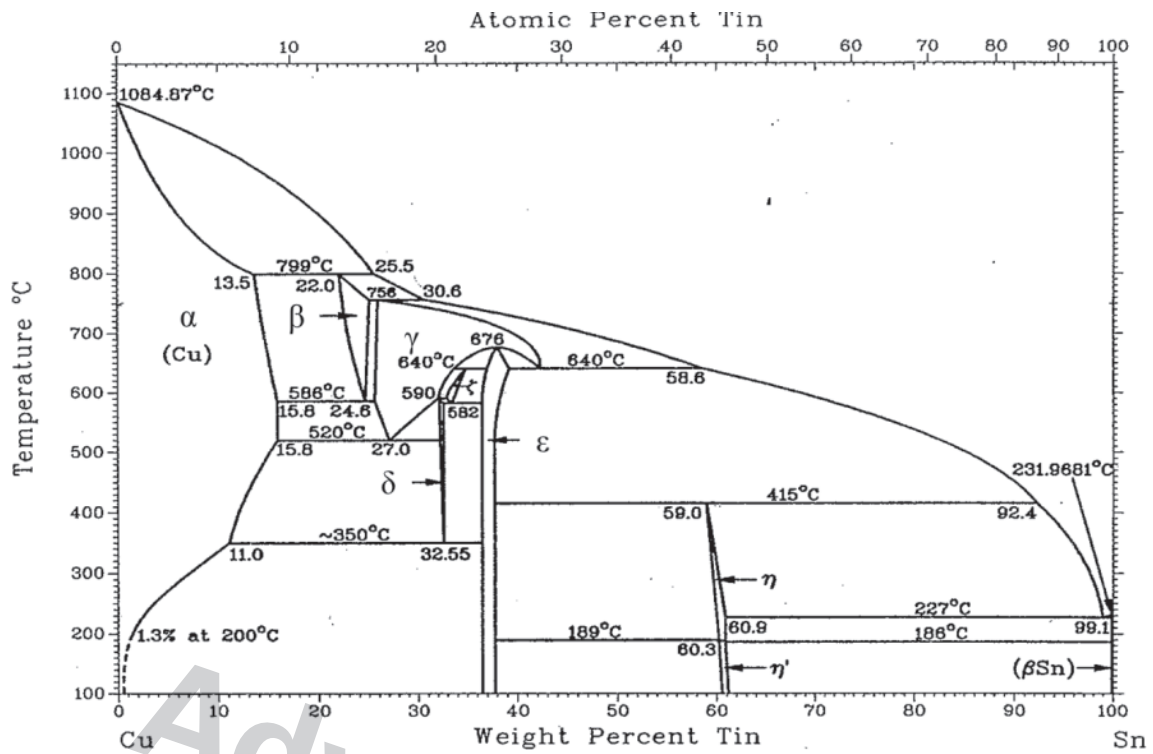 Atomic Percent Tin
0 10 20 30 40 50 60 70 80 90 100
Temperature °C
1100
1000
900
800
700
600
500
400
300
200
100
1084.87°C
799°C
25.5
13.5
22.0
756
30.6
β
α
(Cu)
γ
676
640°C
640°C
58.6
ζ
590
586°C
15.8
24.6
582
520°C
15.8
27.0
ε
δ
231.9681°C
415°C
59.0
92.4
~350°C
11.0
32.55
η
227°C
60.9
99.1
1.3% at 200°C
189°C
186°C
60.3
η'
(βSn)
0 10 20 30 40 50 60 70 80 90 100
Cu
Weight Percent Tin
Sn